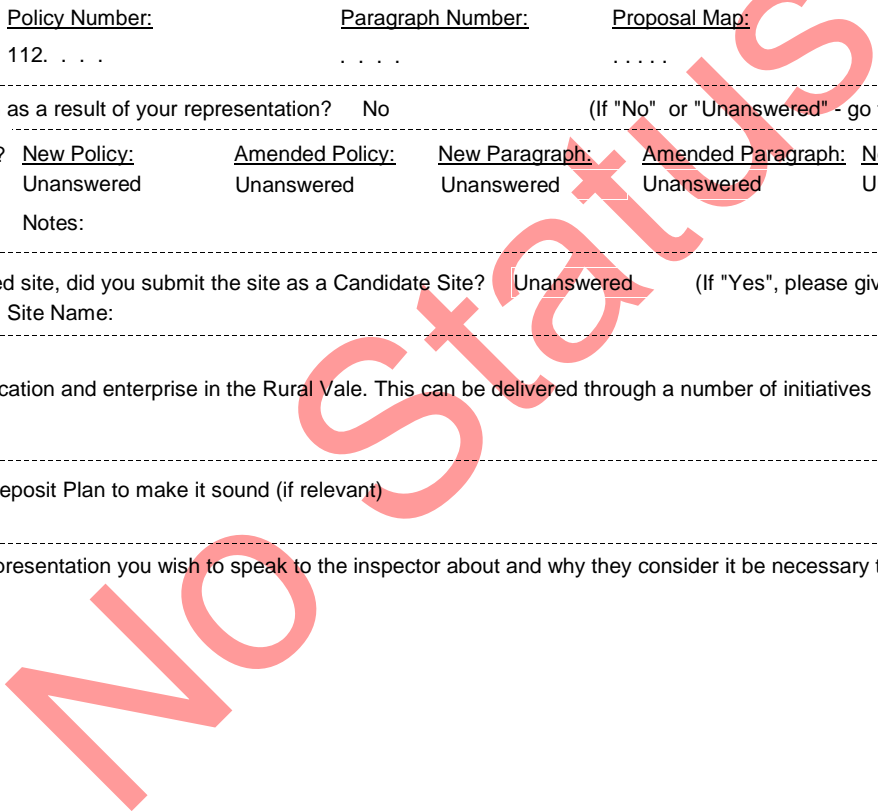 Policy Number: Paragraph Number: Proposal Map:
112. . . . . . . . . . . . .
as a result of your representation? No (If "No" or "Unanswered" - go
? New Policy: Amended Policy: New Paragraph: Amended Paragraph:
Unanswered Unanswered Unanswered Unanswered U
Notes:
ed site, did you submit the site as a Candidate Site? Unanswered (If "Yes", please giv
Site Name:
cation and enterprise in the Rural Vale. This can be delivered through a number of initiatives
eposit Plan to make it sound (if relevant)
presentation you wish to speak to the inspector about and why they consider it be necessary t
No Status